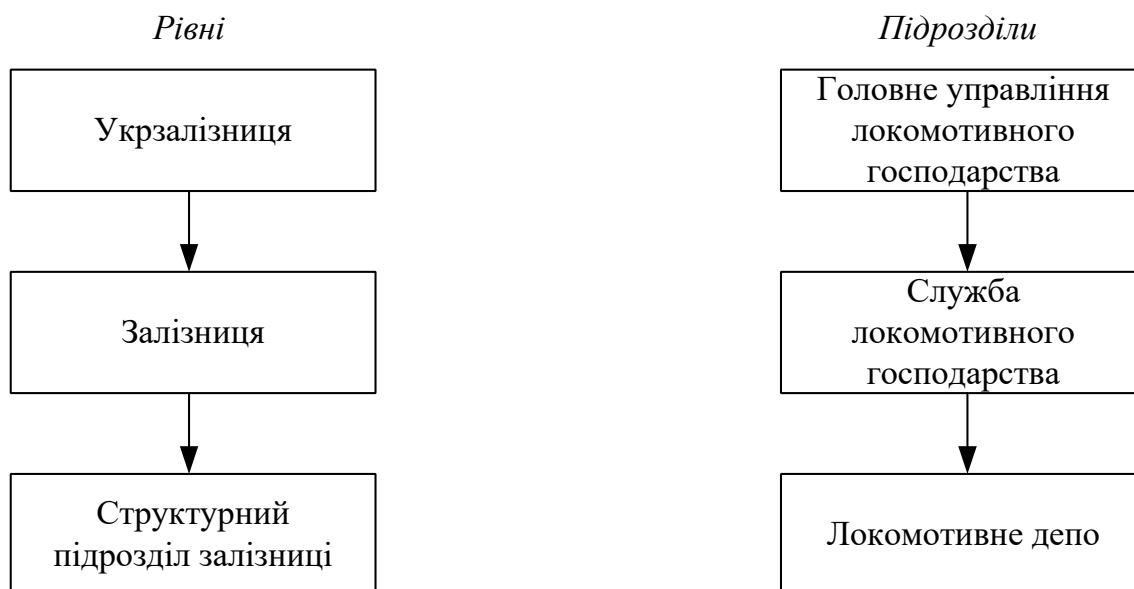 Рівні
Підрозділи
Укрзалізниця
Головне управління
локомотивного
господарства
Залізниця
Служба
локомотивного
господарства
Структурний
підрозділ залізниці
Локомотивне депо